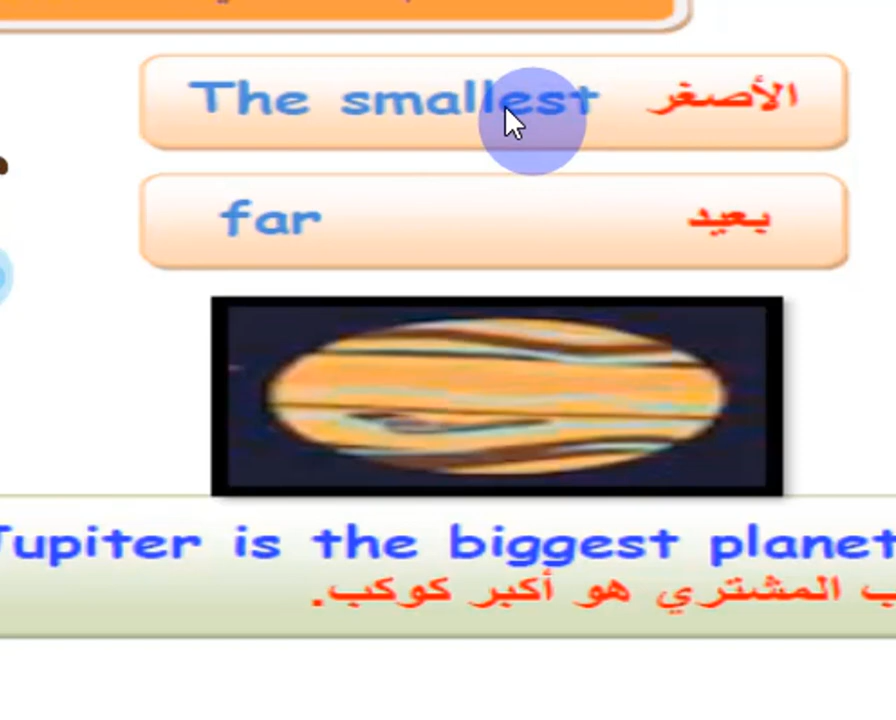 The smallest الأصغر
far بعيد
Jupiter is the biggest planet
المشتري هو أكبر كوكب.